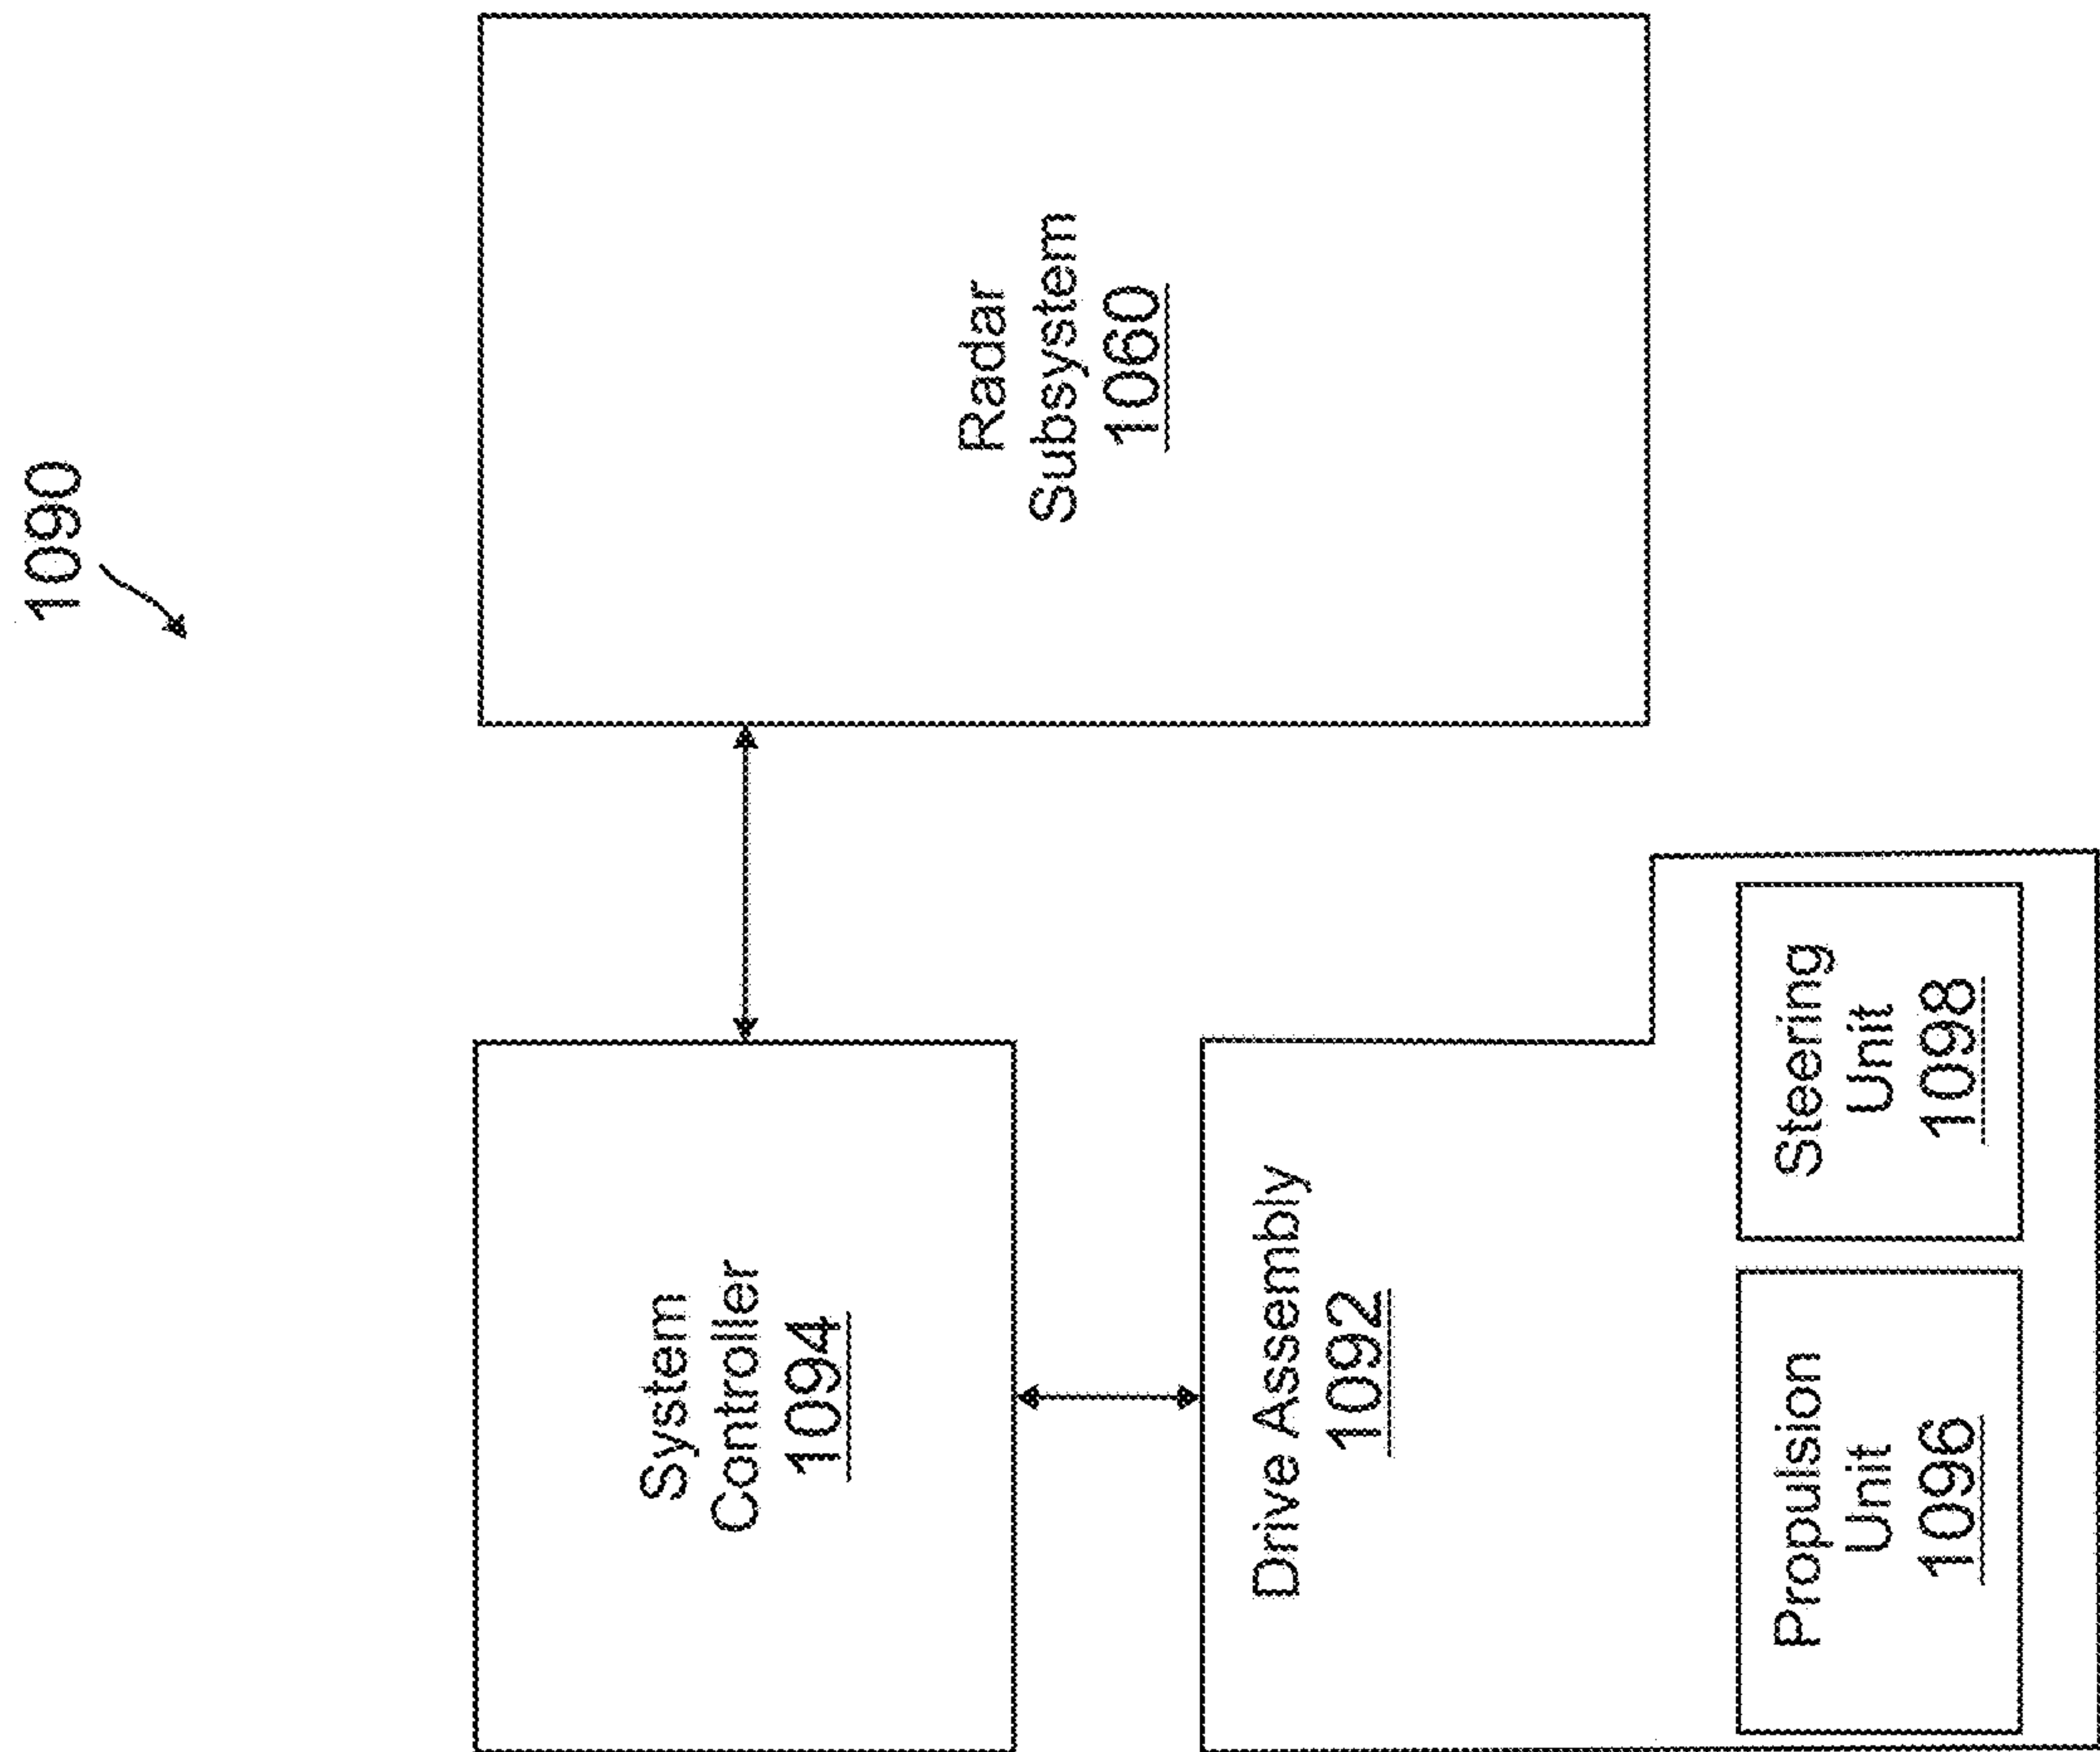 1090
System
Controller
1094
Radar
Subsystem
1060
Drive Assembly
1092
Propulsion
Unit
1096
Steering
Unit
1098